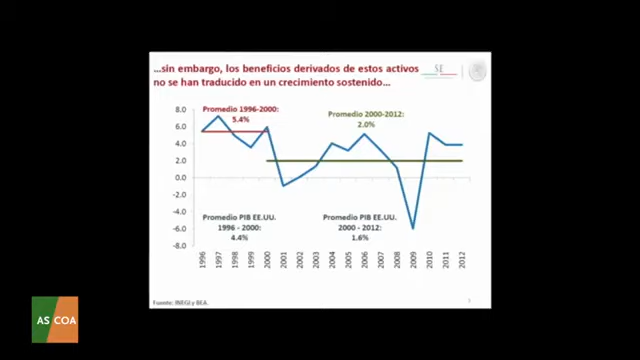 ...sin embargo, los beneficios derivados de estos activos
no se han traducido en un crecimiento sostenido...
SE
Promedio 1996-2000:
5.4%
Promedio 2000-2012:
2.0%
8.0
6.0
4.0
2.0
0.0
-2.0
-4.0
-6.0
-8.0
Promedio PIB EE.UU.
1996 - 2000:
4.4%
Promedio PIB EE.UU.
2000 - 2012:
1.6%
1996
1997
1998
1999
2000
2001
2002
2003
2004
2005
2006
2007
2008
2009
2010
2011
2012
Fuente: INEGI y BEA.
AS COA